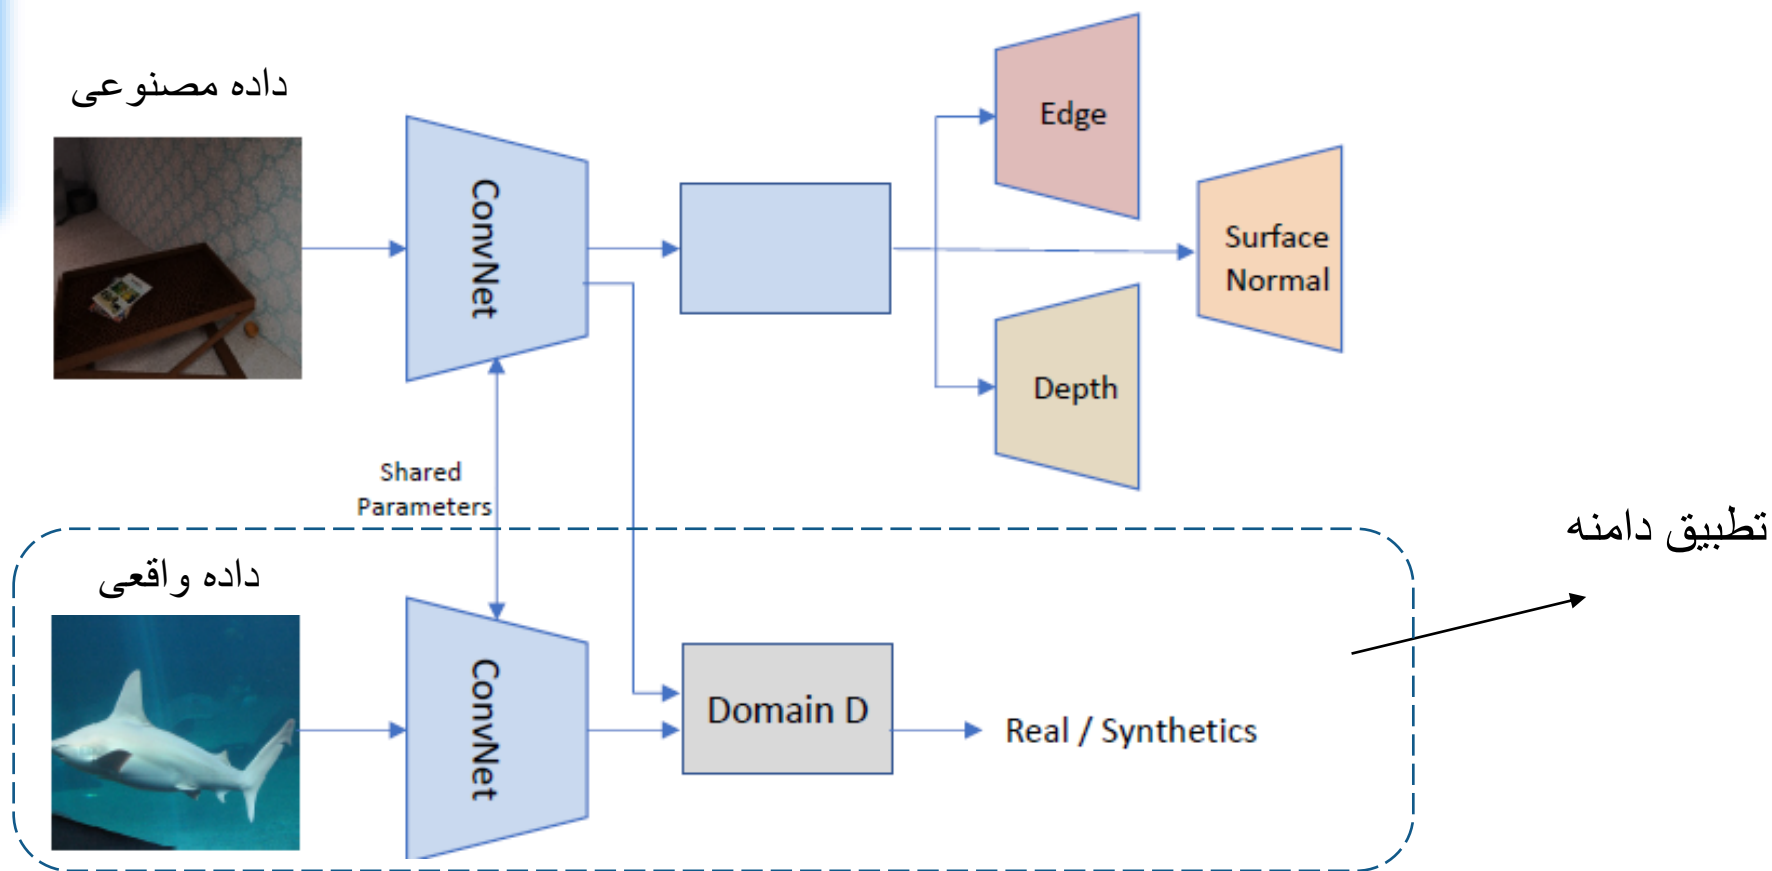 داده مصنوعی
ConvNet
Edge
Surface
Normal
Depth
Shared
Parameters
تطبیق دامنه
داده واقعی
ConvNet
Domain D
Real / Synthetics